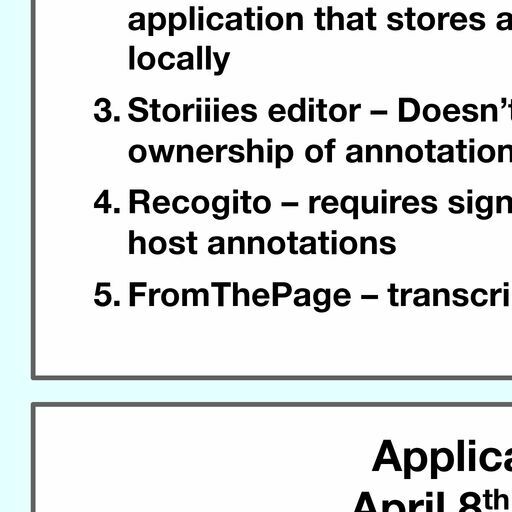 application that stores a
locally
3. Storiiies editor – Doesn't
ownership of annotation
4. Recogito – requires sign
host annotations
5. FromThePage – transcri
Applica
April 8th